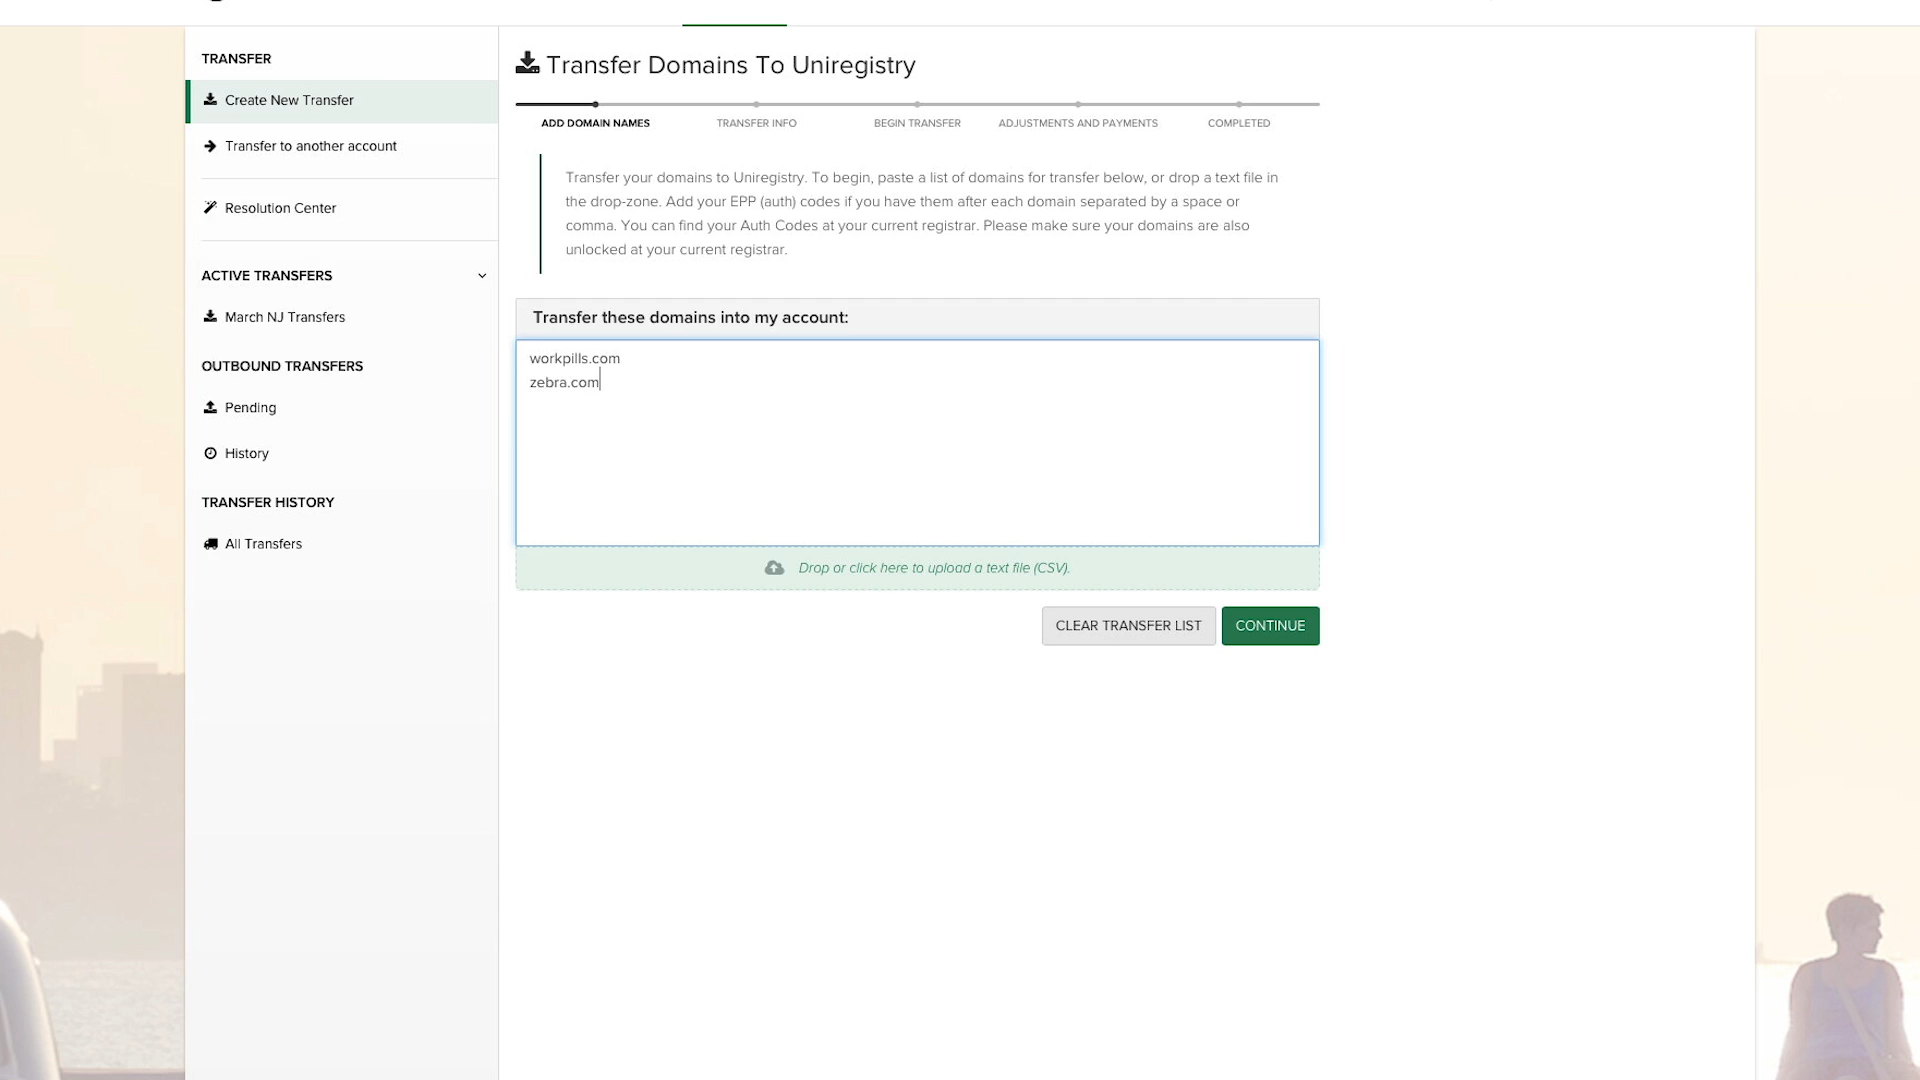 TRANSFER
Create New Transfer
Transfer to another account
Resolution Center
ACTIVE TRANSFERS
March NJ Transfers
OUTBOUND TRANSFERS
Pending
History
TRANSFER HISTORY
All Transfers
Transfer Domains To Uniregistry
ADD DOMAIN NAMES
TRANSFER INFO
BEGIN TRANSFER
ADJUSTMENTS AND PAYMENTS
COMPLETED
Transfer your domains to Uniregistry. To begin, paste a list of domains for transfer below, or drop a text file in
the drop-zone. Add your EPP (auth) codes if you have them after each domain separated by a space or
comma. You can find your Auth Codes at your current registrar. Please make sure your domains are also
unlocked at your current registrar.
Transfer these domains into my account:
workpills.com
zebra.com
Drop or click here to upload a text file (CSV).
CLEAR TRANSFER LIST
CONTINUE